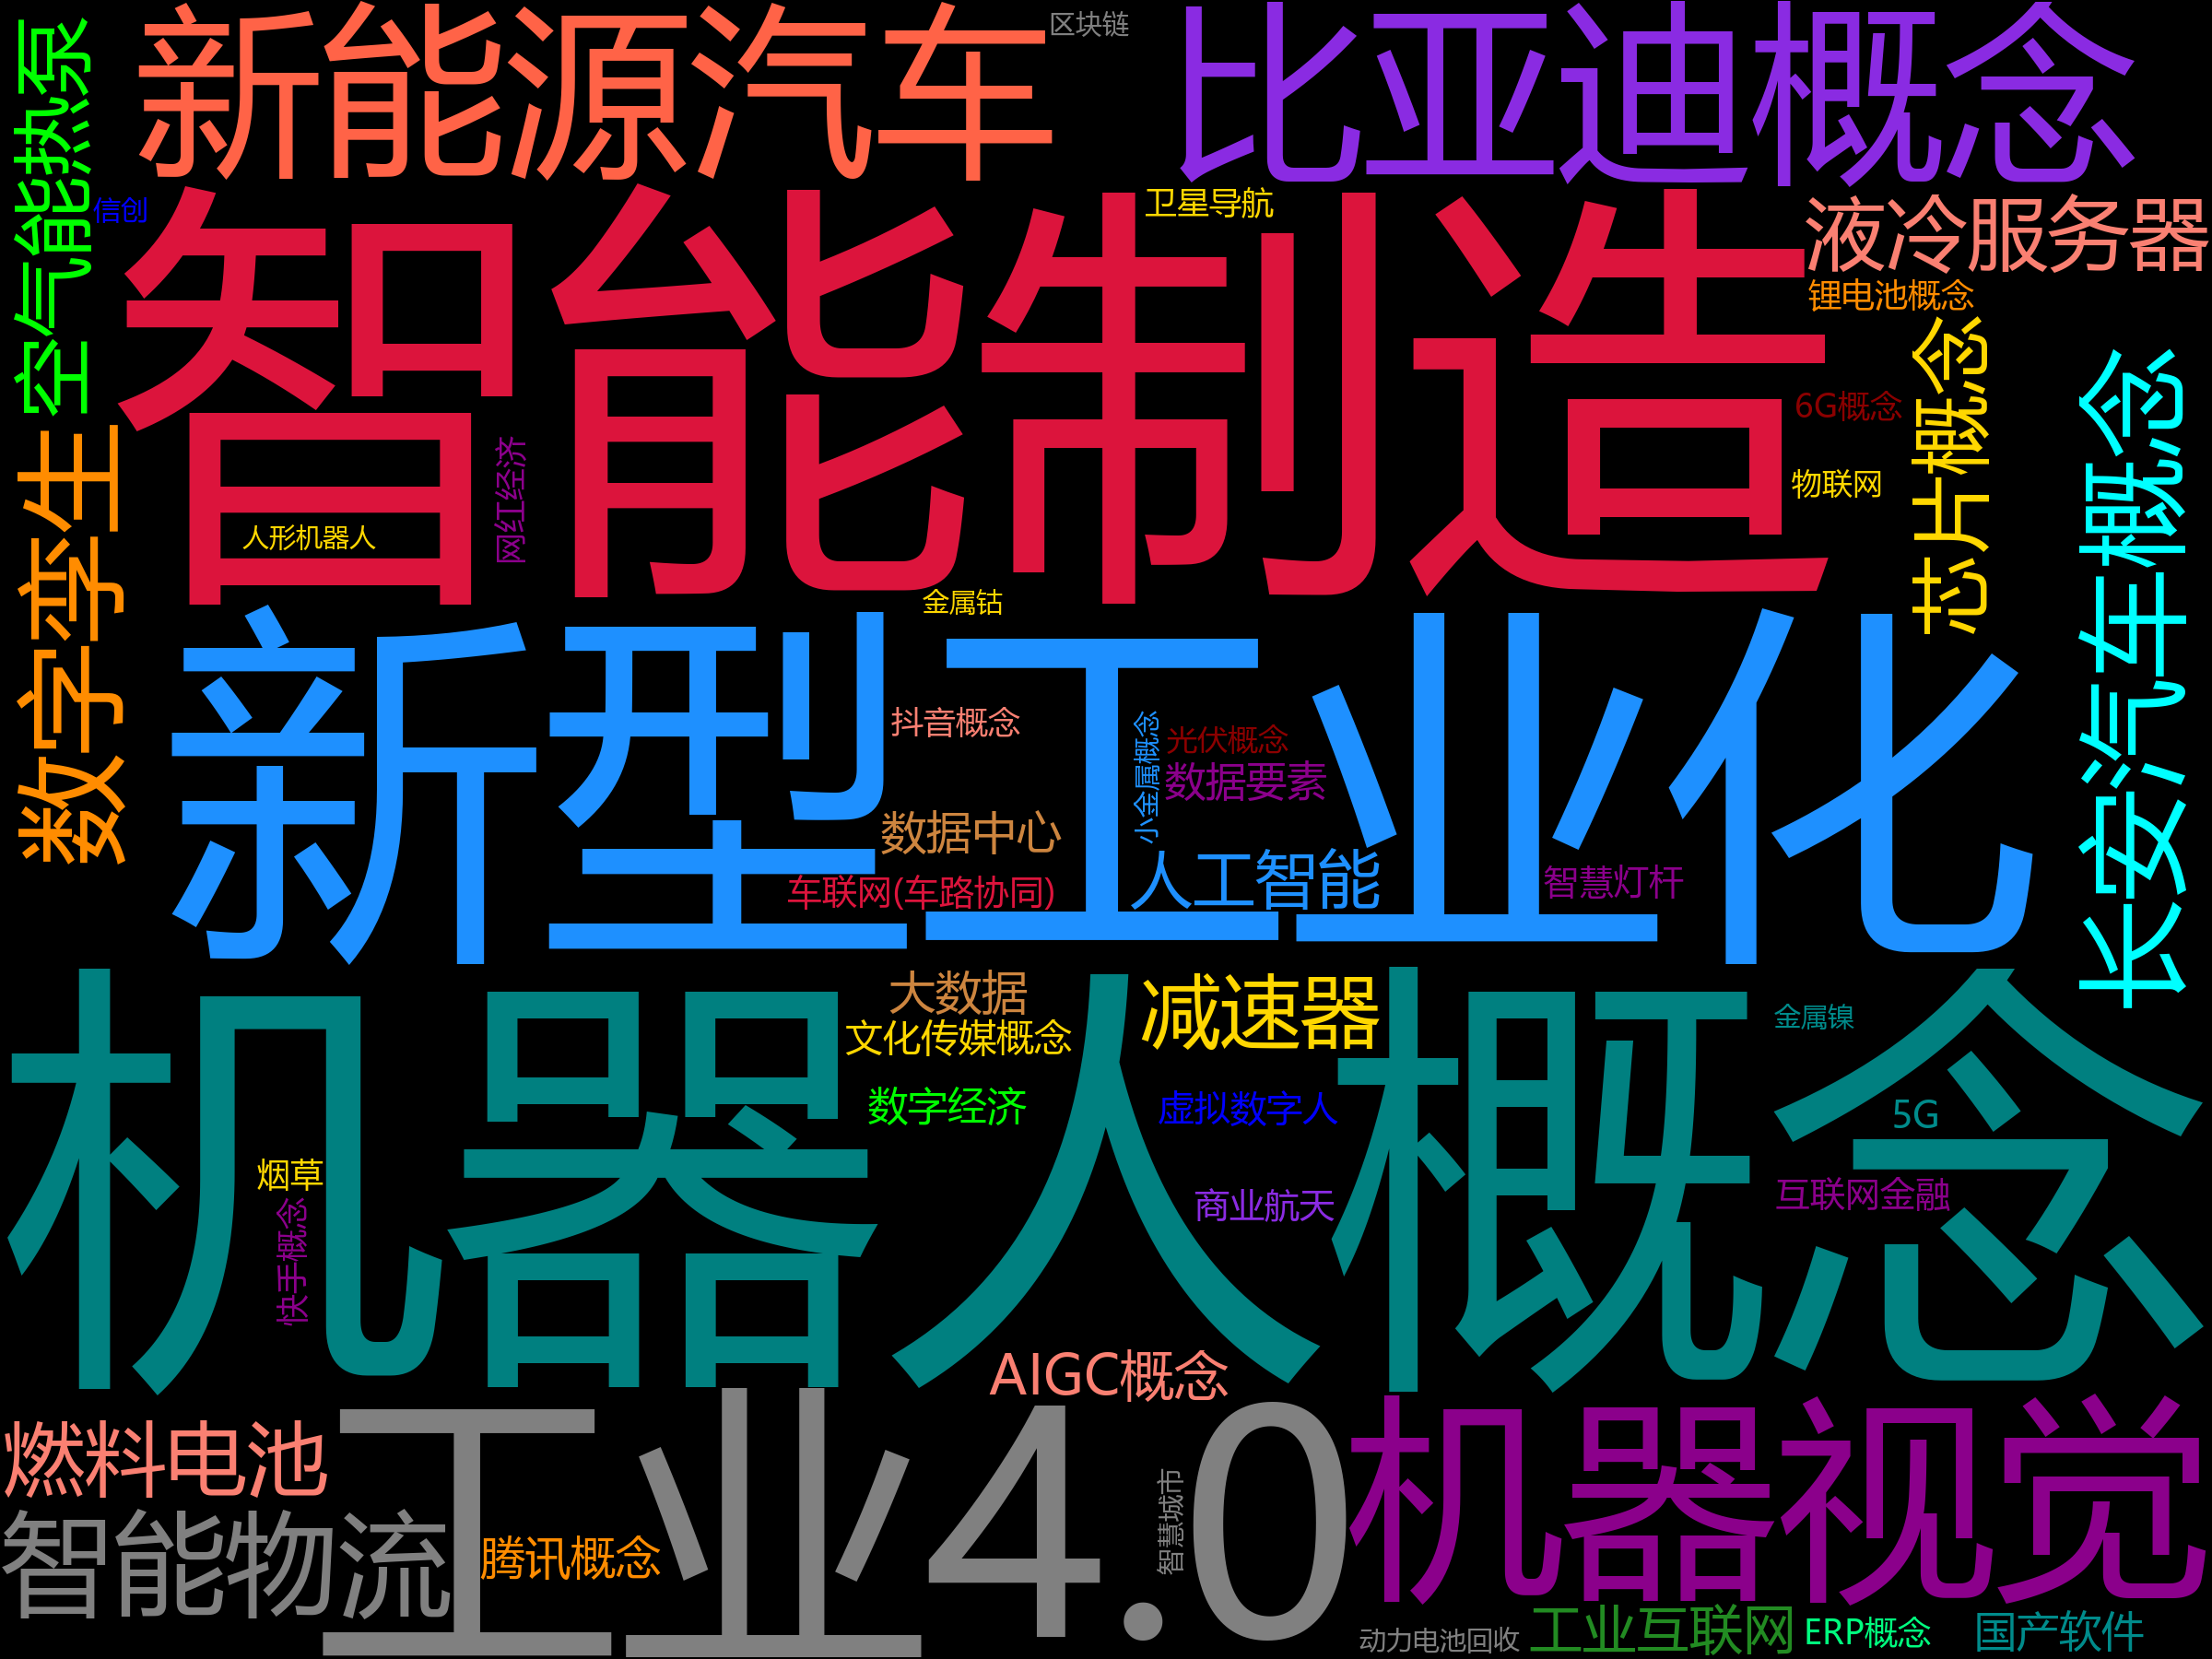 新能源汽车
区块链
比亚迪概念
空气能热泵
信创
智能制造
卫星导航
液冷服务器
锂电池概念
芯片概念
长安汽车概念
6G概念
物联网
数字孪生
网红经济
人形机器人
金属钴
新型工业化
抖音概念
小金属概念
光伏概念
数据要素
数据中心
人工智能
车联网(车路协同)
智慧灯杆
机器人概念
大数据
减速器
文化传媒概念
金属镍
数字经济
虚拟数字人
5G
烟草
商业航天
互联网金融
快手概念
AIGC概念
燃料电池
工业4.0
机器视觉
智能物流
腾讯概念
智慧城市
动力电池回收
工业互联网
ERP概念
国产软件